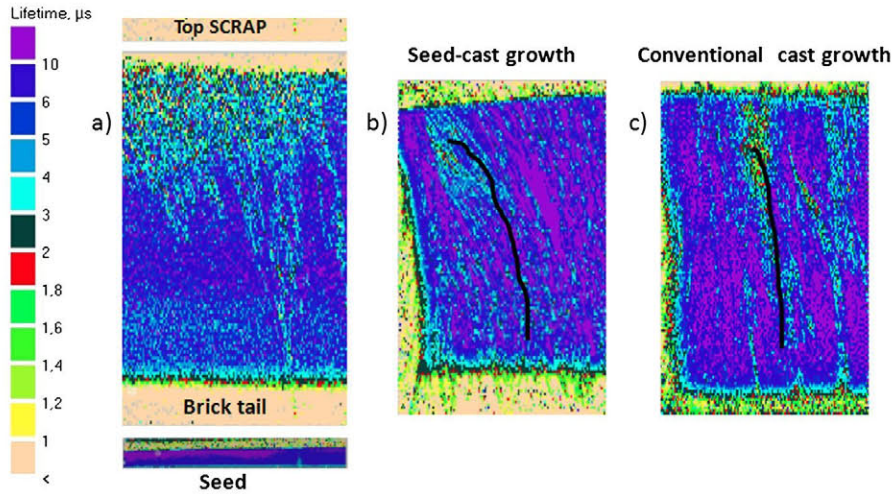 Lifetime, µs
10
6
5
4
3
2
1.8
1.6
1.4
1.2
1
<
Top SCRAP
a)
Brick tail
Seed
Seed-cast growth
b)
Conventional cast growth
c)